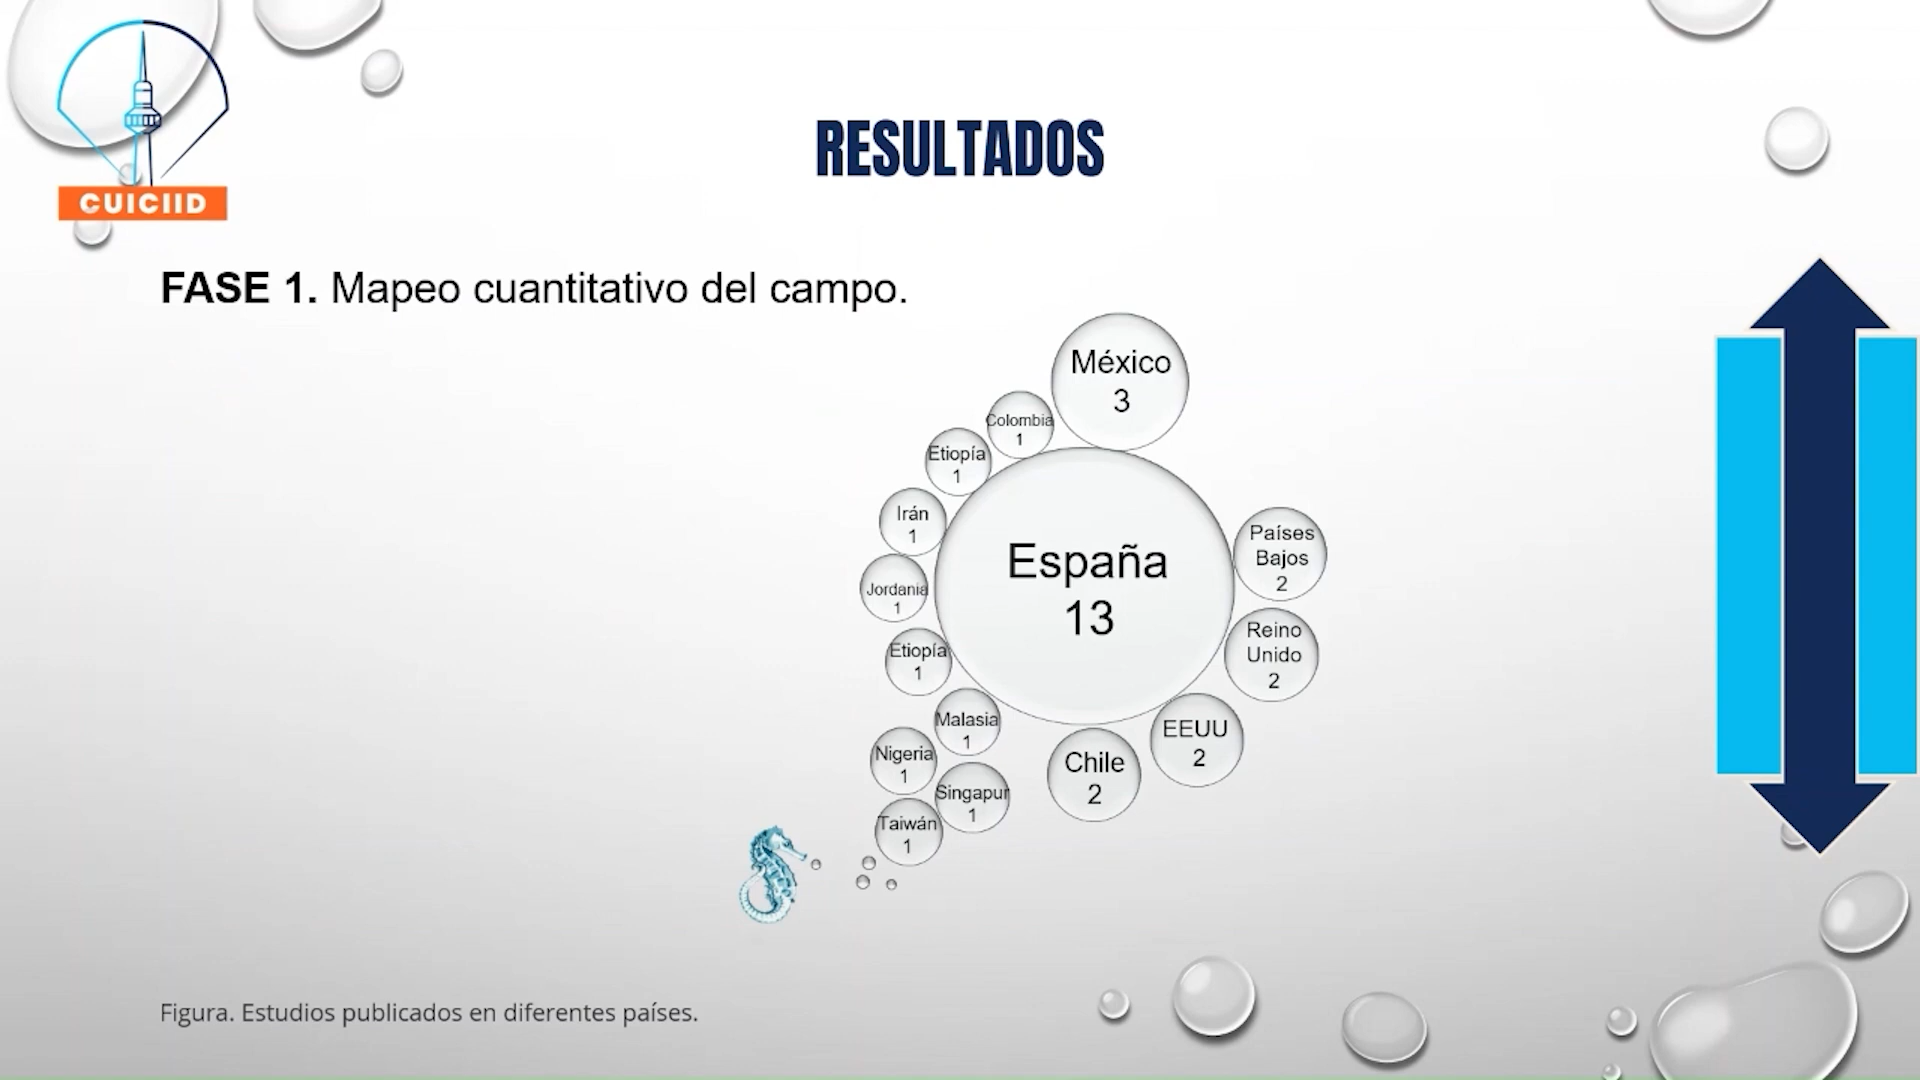 CUICIID
RESULTADOS
FASE 1. Mapeo cuantitativo del campo.
México
3
Colombia
1
Etiopía
1
Irán
1
Jordania
1
Etiopía
1
Malasia
1
Nigeria
1
Singapur
1
Taiwán
1
España
13
Países
Bajos
2
Reino
Unido
2
EEUU
2
Chile
2
Figura. Estudios publicados en diferentes países.